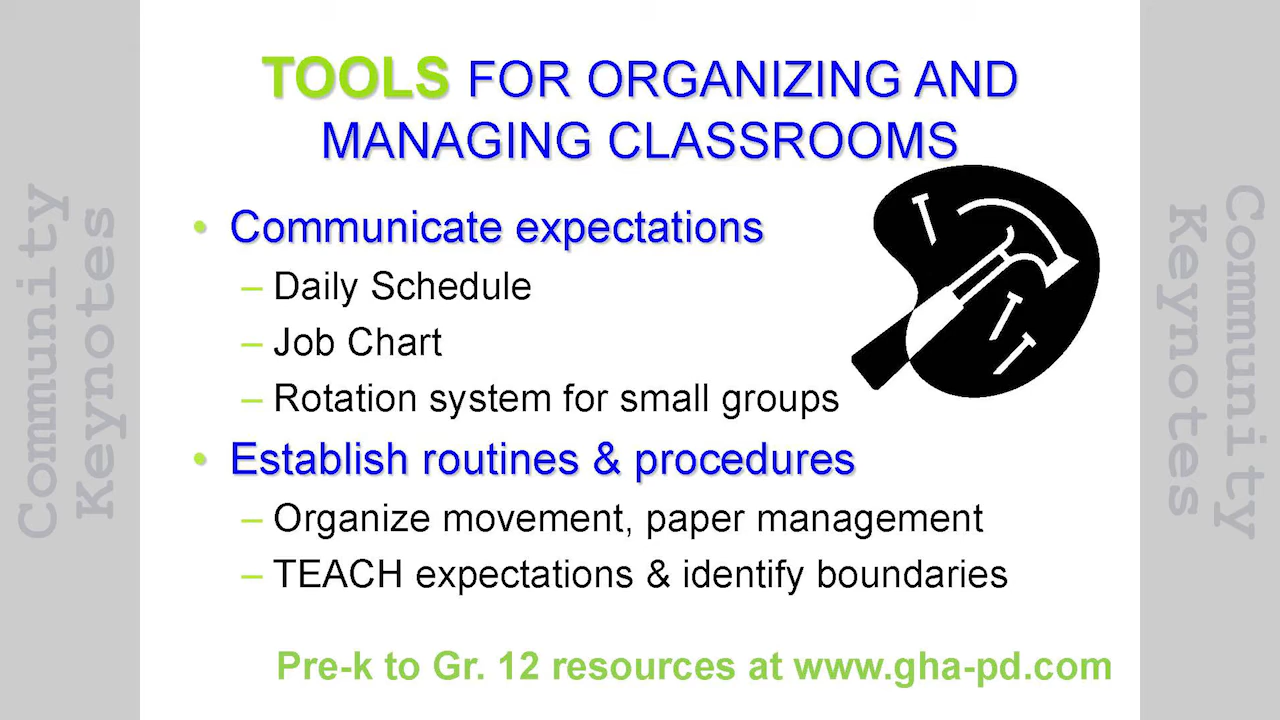 Community
Keynotes
TOOLS FOR ORGANIZING AND
MANAGING CLASSROOMS
• Communicate expectations
– Daily Schedule
– Job Chart
– Rotation system for small groups
• Establish routines & procedures
– Organize movement, paper management
– TEACH expectations & identify boundaries
Pre-k to Gr. 12 resources at www.gha-pd.com
Community
Keynotes